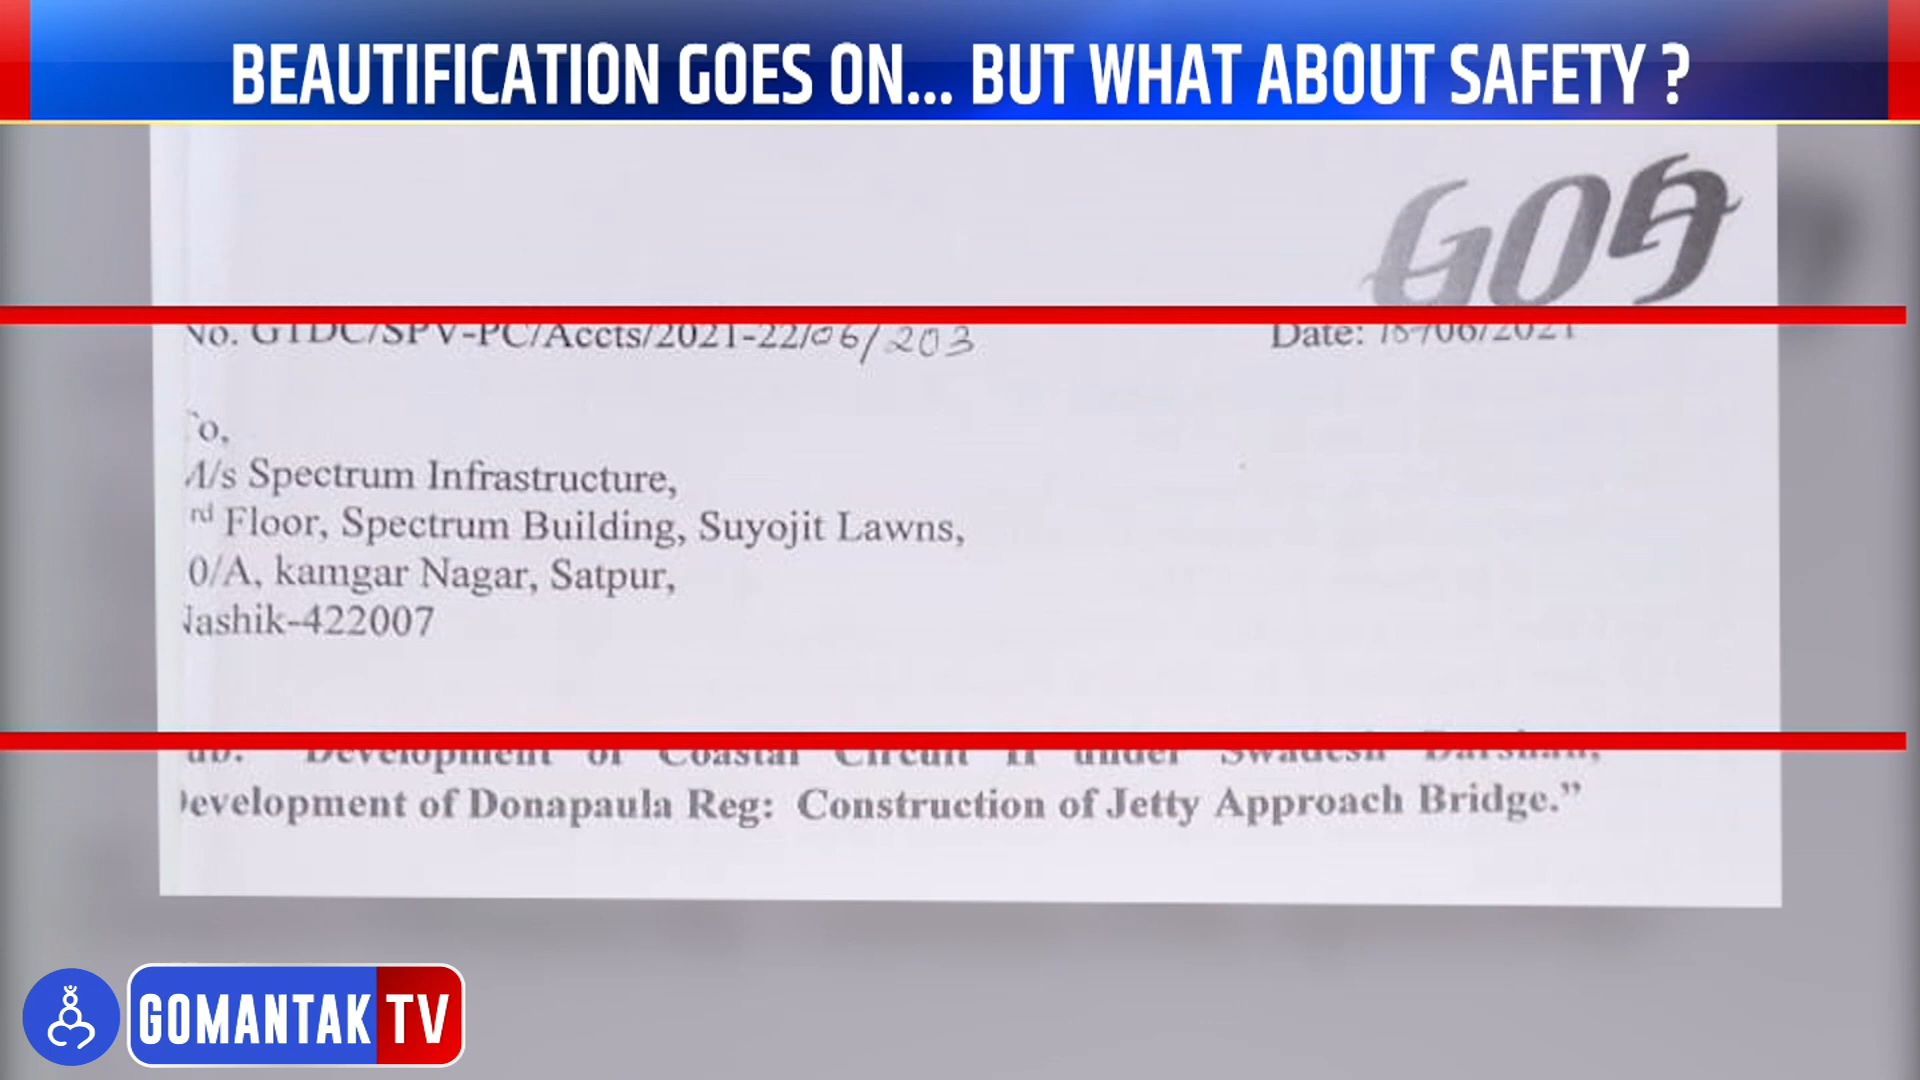 BEAUTIFICATION GOES ON... BUT WHAT ABOUT SAFETY ?
GOA
No. GTDC/SPV-PC/Accts/2021-22/06/203
Date: 15/06/2021
To,
M/s Spectrum Infrastructure,
rd Floor, Spectrum Building, Suyojit Lawns,
0/A, kamgar Nagar, Satpur,
Nashik-422007
ub: Development of Coastal Circuit II under Swadesh Darshan,
Development of Donapaula Reg: Construction of Jetty Approach Bridge.”
GOMANTAK TV